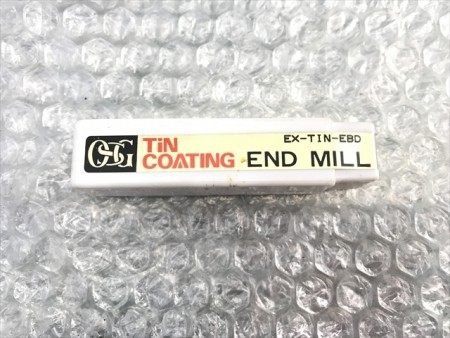 OSG
TiN
COATING
EX-TIN-EBD
END MILL